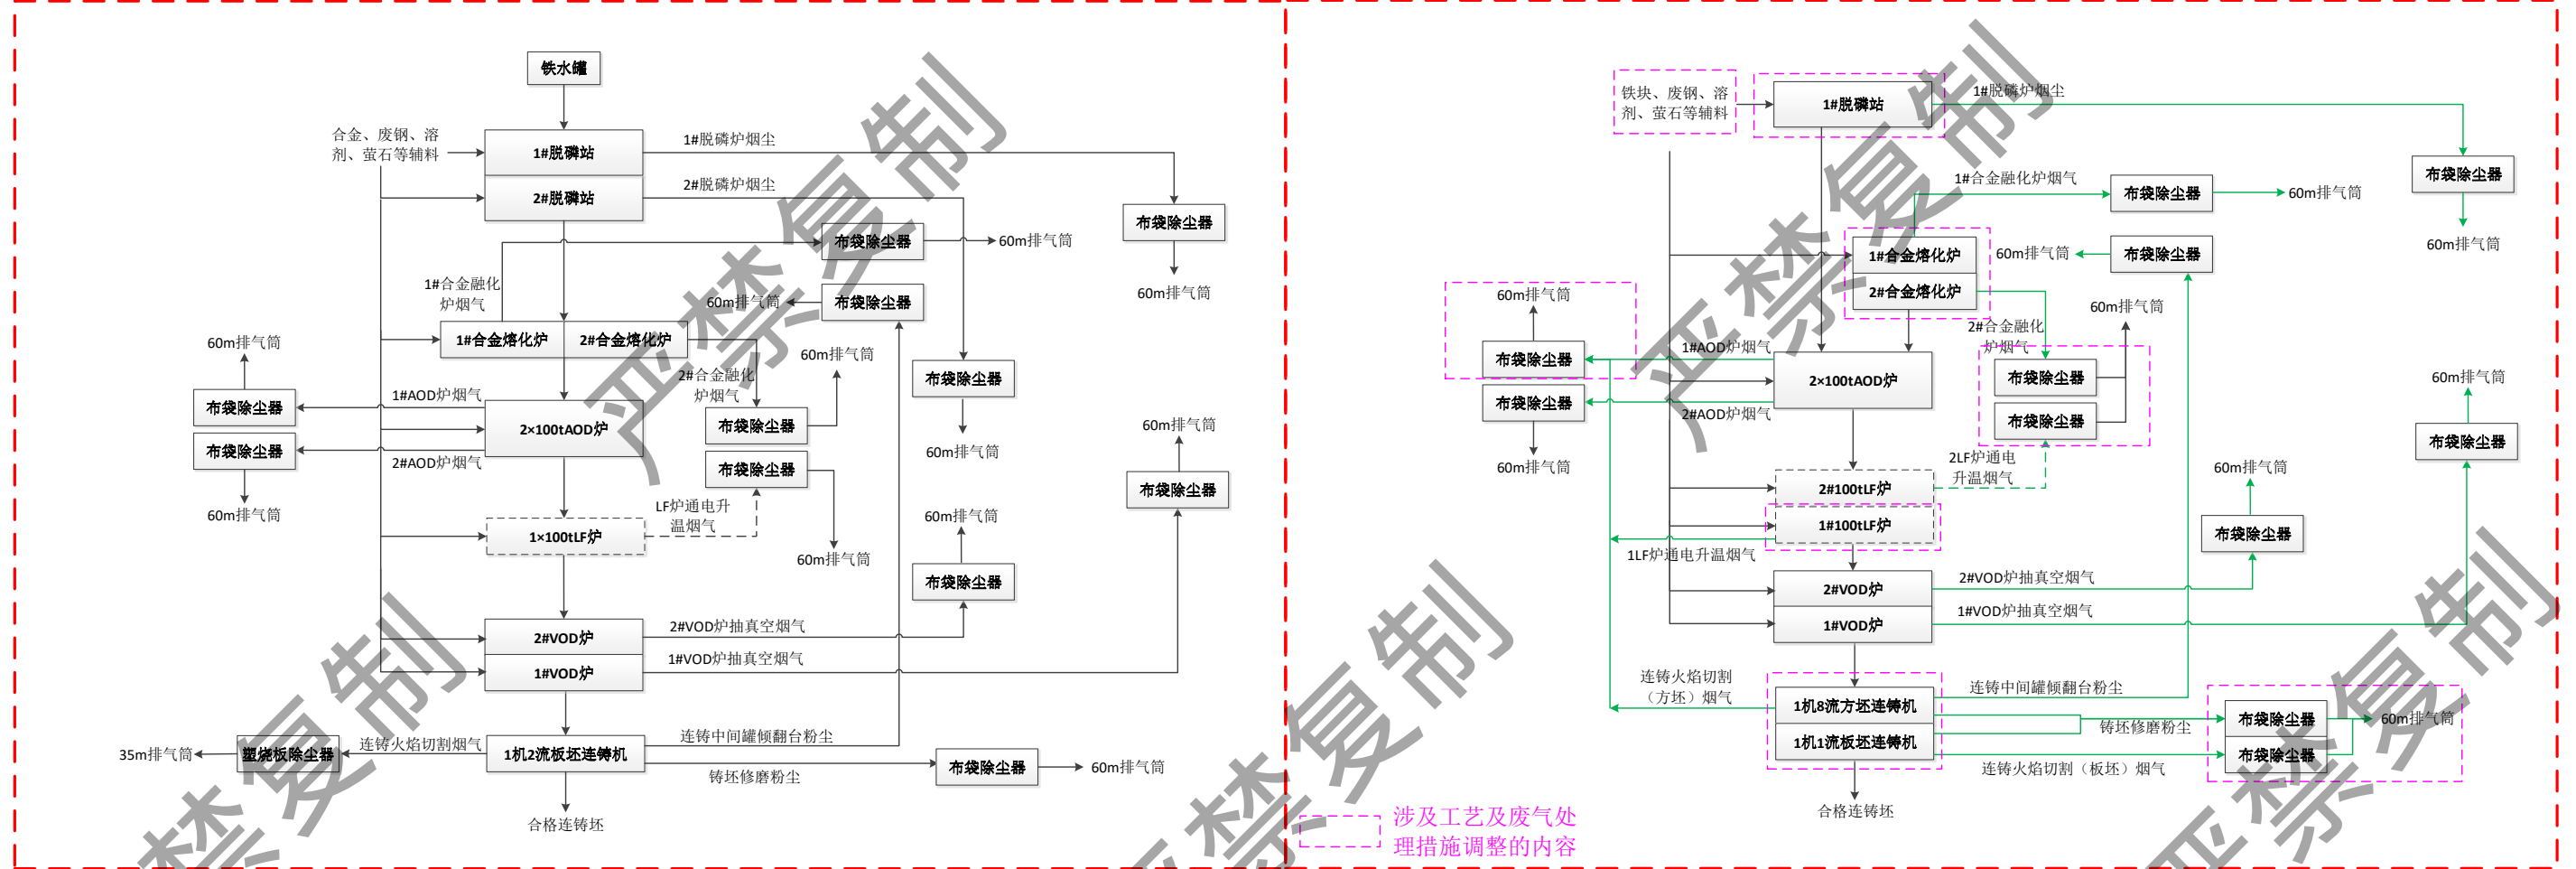 铁水罐
合金、废钢、溶
剂、萤石等辅料
1#脱磷站
1#脱磷炉烟尘
2#脱磷站
2#脱磷炉烟尘
布袋除尘器
60m排气筒
布袋除尘器
60m排气筒
1#合金融化
炉烟气
60m排气筒
布袋除尘器
1#合金熔化炉
2#合金熔化炉
60m排气筒
布袋除尘器
1#AOD炉烟气
2×100tAOD炉
布袋除尘器
2#AOD炉烟气
60m排气筒
2#合金融化
炉烟气
60m排气筒
布袋除尘器
布袋除尘器
60m排气筒
布袋除尘器
60m排气筒
LF炉通电升
温烟气
1×100tLF炉
60m排气筒
布袋除尘器
60m排气筒
布袋除尘器
2#VOD炉
2#VOD炉抽真空烟气
1#VOD炉
1#VOD炉抽真空烟气
35m排气筒
塑烧板除尘器
连铸火焰切割烟气
1机2流板坯连铸机
连铸中间罐倾翻台粉尘
铸坯修磨粉尘
布袋除尘器
60m排气筒
合格连铸坯
铁块、废钢、溶
剂、萤石等辅料
1#脱磷站
1#脱磷炉烟尘
布袋除尘器
60m排气筒
1#合金融化炉烟气
布袋除尘器
60m排气筒
1#合金熔化炉
2#合金熔化炉
60m排气筒
布袋除尘器
60m排气筒
布袋除尘器
1#AOD炉烟气
2×100tAOD炉
布袋除尘器
2#AOD炉烟气
60m排气筒
2#合金融化
炉烟气
60m排气筒
布袋除尘器
布袋除尘器
2LF炉通电
升温烟气
2#100tLF炉
1#100tLF炉
1LF炉通电升温烟气
60m排气筒
布袋除尘器
60m排气筒
布袋除尘器
2#VOD炉
2#VOD炉抽真空烟气
1#VOD炉
1#VOD炉抽真空烟气
连铸火焰切割
（方坯）烟气
1机8流方坯连铸机
1机1流板坯连铸机
连铸中间罐倾翻台粉尘
铸坯修磨粉尘
连铸火焰切割（板坯）烟气
布袋除尘器
布袋除尘器
60m排气筒
合格连铸坯
涉及工艺及废气处
理措施调整的内容
严禁复制
严禁复制
严禁复制
严禁复制
严禁复制